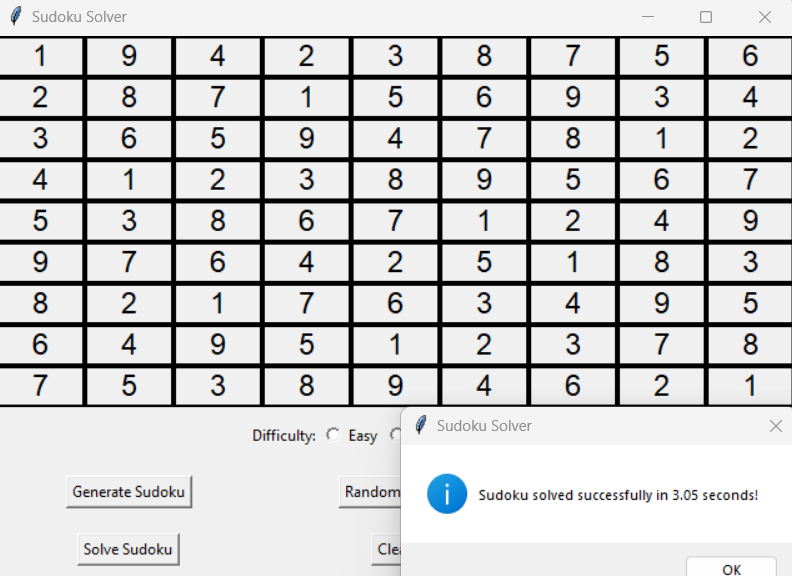 Sudoku Solver
1 9 4 2 3 8 7 5 6
2 8 7 1 5 6 9 3 4
3 6 5 9 4 7 8 1 2
4 1 2 3 8 9 5 6 7
5 3 8 6 7 1 2 4 9
9 7 6 4 2 5 1 8 3
8 2 1 7 6 3 4 9 5
6 4 9 5 1 2 3 7 8
7 5 3 8 9 4 6 2 1
Difficulty: Easy
Generate Sudoku Random
Solve Sudoku Clea
Sudoku Solver
Sudoku solved successfully in 3.05 seconds!
OK